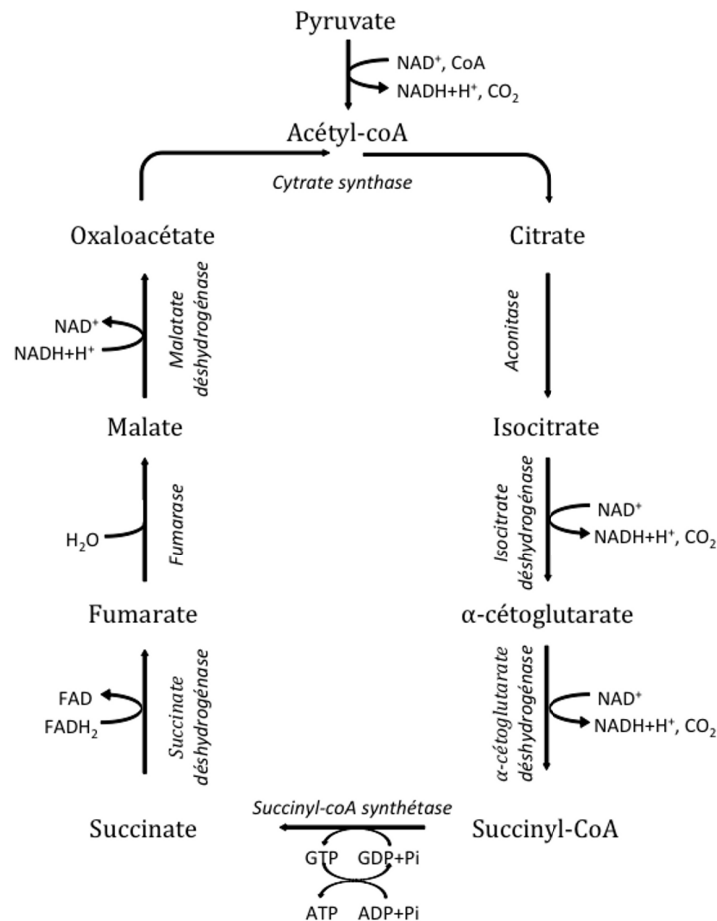 Pyruvate
NAD⁺, CoA
NADH+H⁺, CO₂
Acétyl-coA
Cytrate synthase
Oxaloacétate
Citrate
Malatate
déshydrogénase
NAD⁺
NADH+H⁺
Aconitase
Malate
Isocitrate
Fumarase
H₂O
Isocitrate
déshydrogénase
NAD⁺
NADH+H⁺, CO₂
Fumarate
α-cétoglutarate
Succinate
déshydrogénase
FAD
FADH₂
α-cétoglutarate
déshydrogénase
NAD⁺
NADH+H⁺, CO₂
Succinyl-coA synthétase
Succinate
Succinyl-CoA
GTP GDP+Pi
ATP ADP+Pi